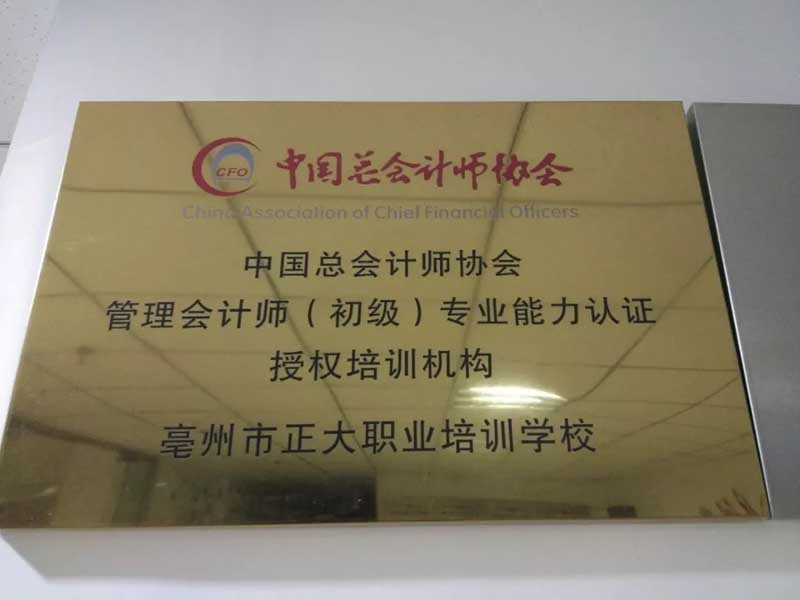 CFO 中国总会计师协会
China Association of Chief Financial Officers
中国总会计师协会
管理会计师（初级）专业能力认证
授权培训机构
亳州市正大职业培训学校